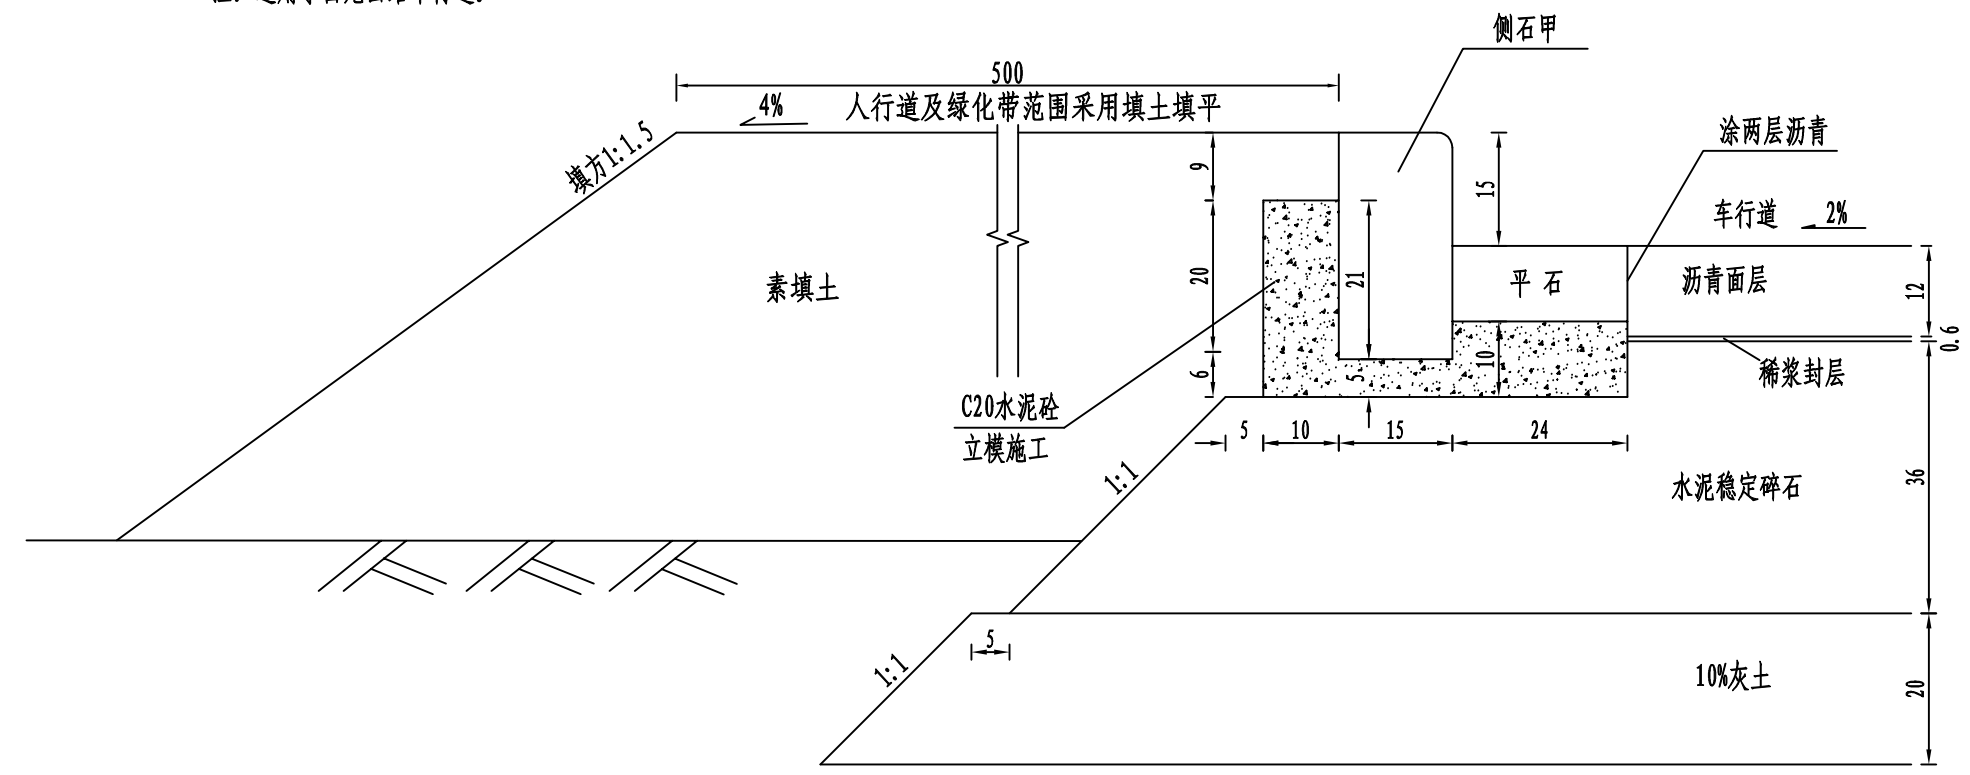 侧石甲
500
4%
人行道及绿化带范围采用填土填平
填方1:1.5
涂两层沥青
9
15
车行道
2%
素填土
20
21
平石
沥青面层
12
0.6
6
5
10
稀浆封层
C20水泥砼
立模施工
5
10
15
24
1:1
水泥稳定碎石
36
5
1:1
10%灰土
20